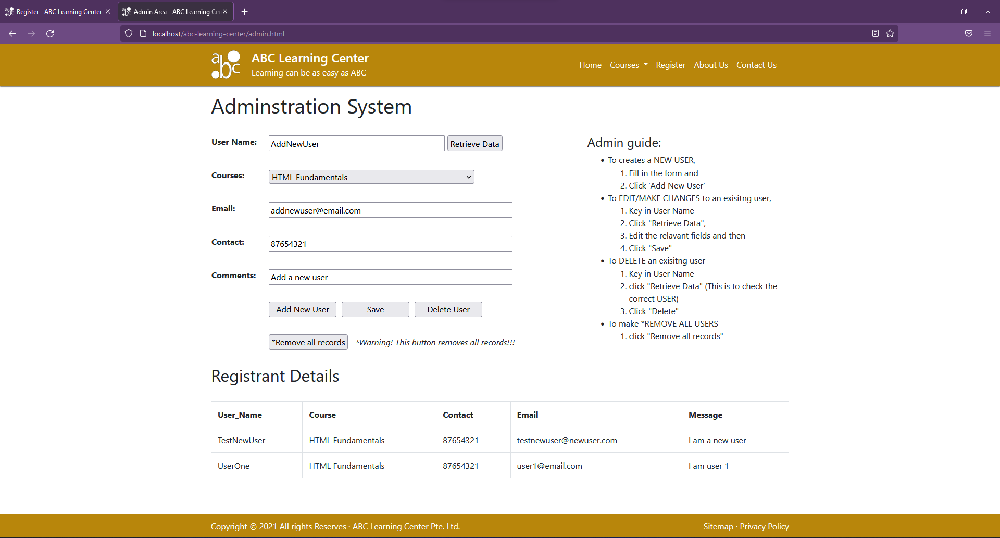 Register - ABC Learning Center
Admin Area - ABC Learning Cen
localhost/abc-learning-center/admin.html
abc
ABC Learning Center
Learning can be as easy as ABC
Home Courses Register About Us Contact Us
Adminstration System
User Name: AddNewUser Retrieve Data
Courses: HTML Fundamentals
Email: addnewuser@email.com
Contact: 87654321
Comments: Add a new user
Add New User Save Delete User
*Remove all records *Warning! This button removes all records!!!
Admin guide:
• To creates a NEW USER,
1. Fill in the form and
2. Click 'Add New User'
• To EDIT/MAKE CHANGES to an exisitng user,
1. Key in User Name
2. Click "Retrieve Data",
3. Edit the relavant fields and then
4. Click "Save"
• To DELETE an exisitng user
1. Key in User Name
2. click "Retrieve Data" (This is to check the
correct USER)
3. Click "Delete"
• To make *REMOVE ALL USERS
1. click "Remove all records"
Registrant Details
User_Name Course Contact Email Message
TestNewUser HTML Fundamentals 87654321 testnewuser@newuser.com I am a new user
UserOne HTML Fundamentals 87654321 user1@email.com I am user 1
Copyright © 2021 All rights Reserves · ABC Learning Center Pte. Ltd.
Sitemap · Privacy Policy